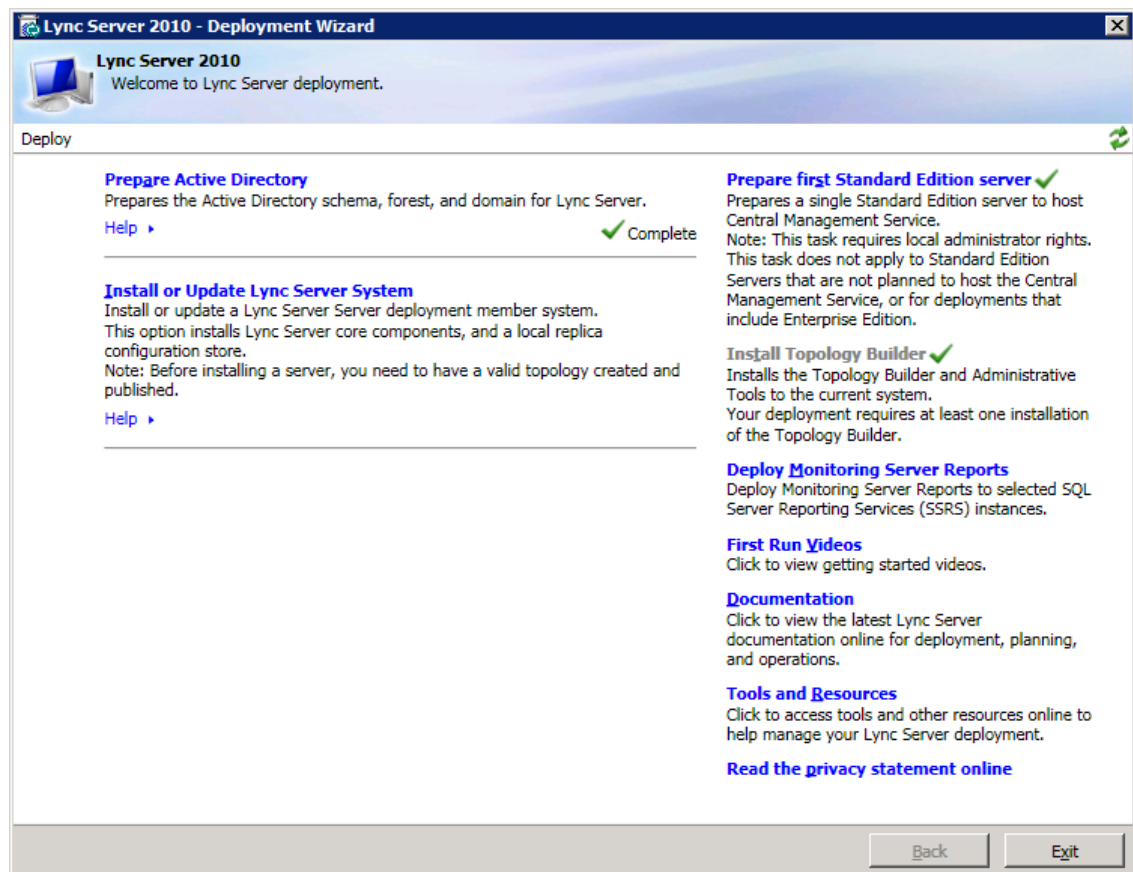 Lync Server 2010 - Deployment Wizard
Lync Server 2010
Welcome to Lync Server deployment.
Deploy
Prepare Active Directory
Prepares the Active Directory schema, forest, and domain for Lync Server.
Help
Complete
Install or Update Lync Server System
Install or update a Lync Server Server deployment member system.
This option installs Lync Server core components, and a local replica
configuration store.
Note: Before installing a server, you need to have a valid topology created and
published.
Help
Prepare first Standard Edition server
Prepares a single Standard Edition server to host
Central Management Service.
Note: This task requires local administrator rights.
This task does not apply to Standard Edition
Servers that are not planned to host the Central
Management Service, or for deployments that
include Enterprise Edition.
Install Topology Builder
Installs the Topology Builder and Administrative
Tools to the current system.
Your deployment requires at least one installation
of the Topology Builder.
Deploy Monitoring Server Reports
Deploy Monitoring Server Reports to selected SQL
Server Reporting Services (SSRS) instances.
First Run Videos
Click to view getting started videos.
Documentation
Click to view the latest Lync Server
documentation online for deployment, planning,
and operations.
Tools and Resources
Click to access tools and other resources online to
help manage your Lync Server deployment.
Read the privacy statement online
Back
Exit